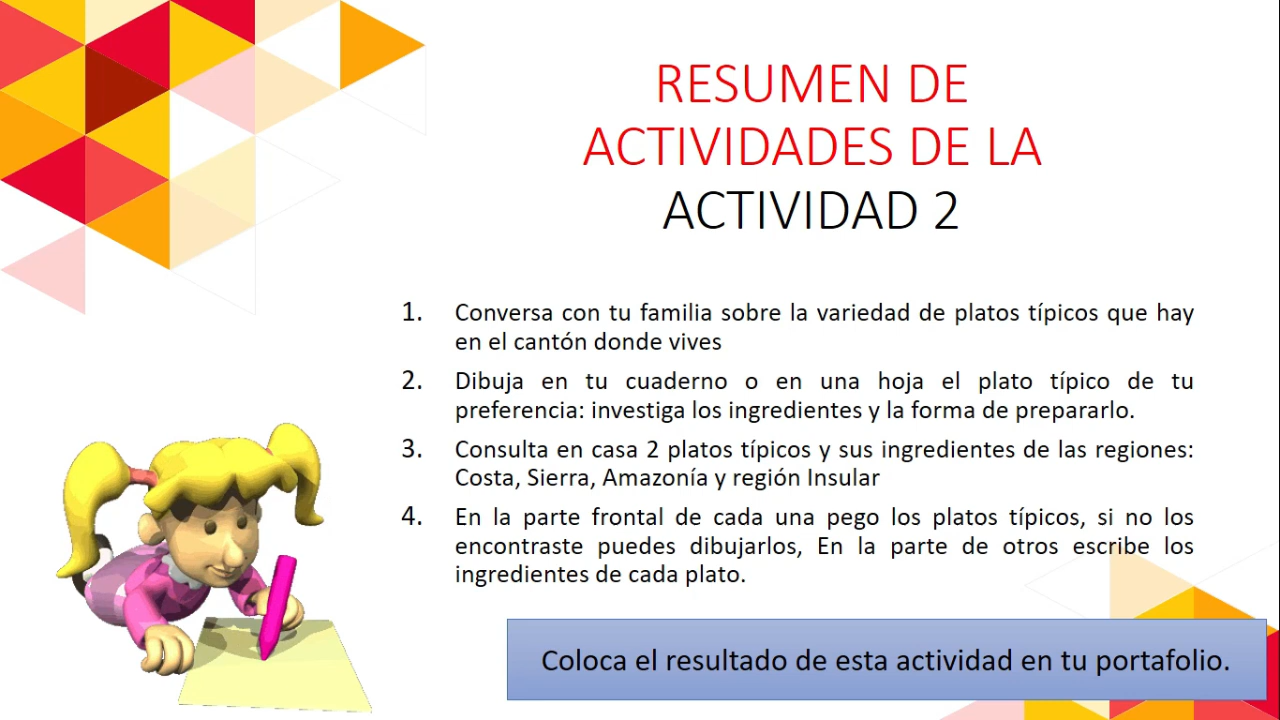 RESUMEN DE
ACTIVIDADES DE LA
ACTIVIDAD 2
1. Conversa con tu familia sobre la variedad de platos típicos que hay
en el cantón donde vives
2. Dibuja en tu cuaderno o en una hoja el plato típico de tu
preferencia: investiga los ingredientes y la forma de prepararlo.
3. Consulta en casa 2 platos típicos y sus ingredientes de las regiones:
Costa, Sierra, Amazonía y región Insular
4. En la parte frontal de cada una pego los platos típicos, si no los
encontraste puedes dibujarlos, En la parte de otros escribe los
ingredientes de cada plato.
Coloca el resultado de esta actividad en tu portafolio.